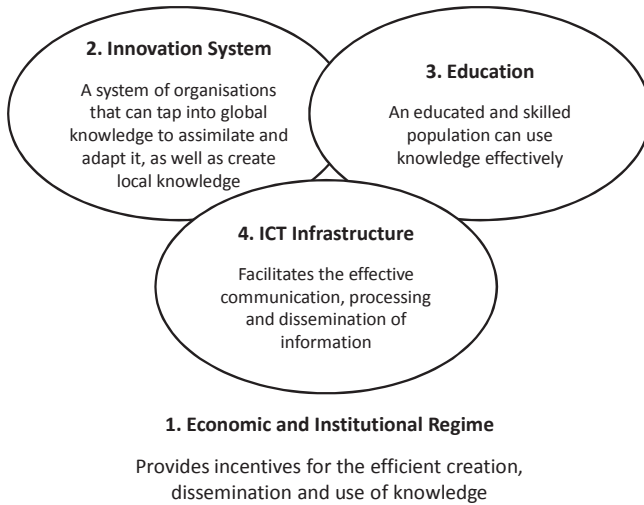 2. Innovation System
A system of organisations
that can tap into global
knowledge to assimilate and
adapt it, as well as create
local knowledge
3. Education
An educated and skilled
population can use
knowledge effectively
4. ICT Infrastructure
Facilitates the effective
communication, processing
and dissemination of
information
1. Economic and Institutional Regime
Provides incentives for the efficient creation,
dissemination and use of knowledge